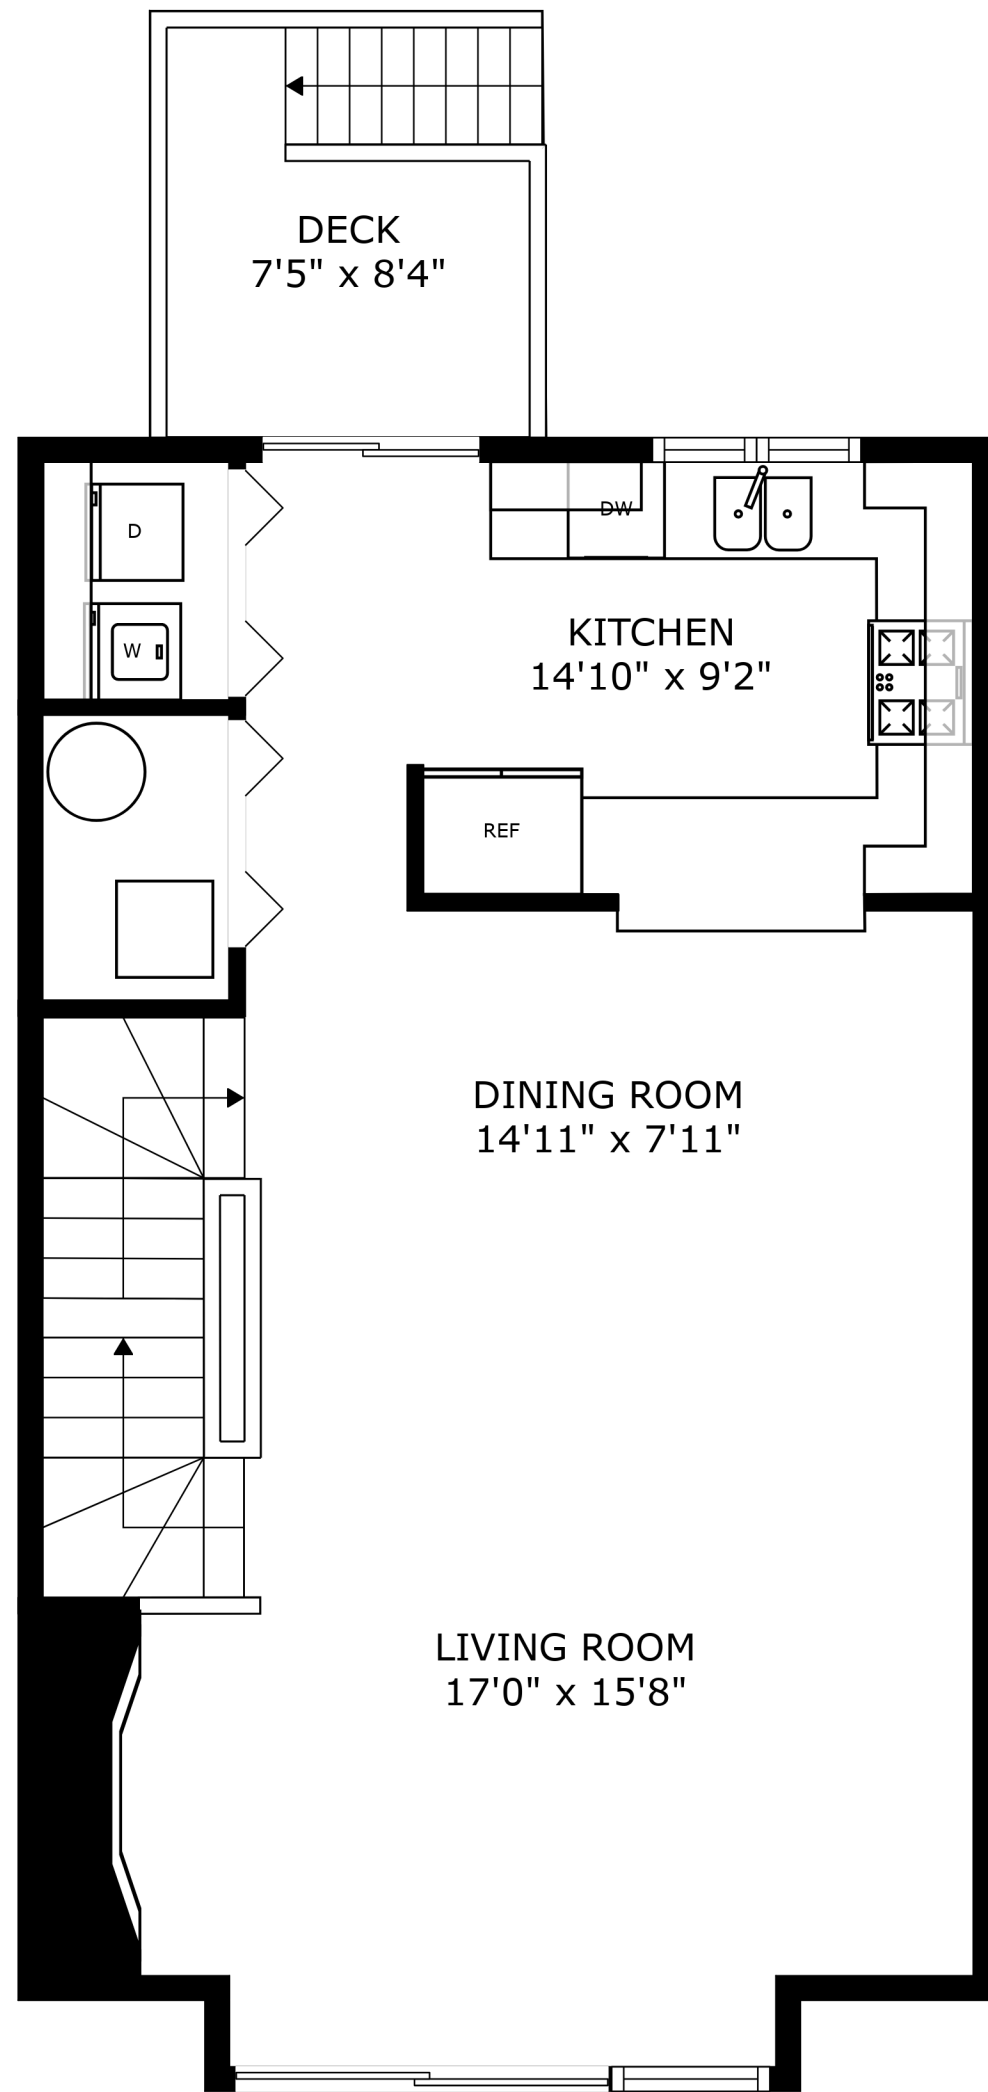 DECK
7'5" x 8'4"
D
DW
W
KITCHEN
14'10" x 9'2"
REF
DINING ROOM
14'11" x 7'11"
LIVING ROOM
17'0" x 15'8"